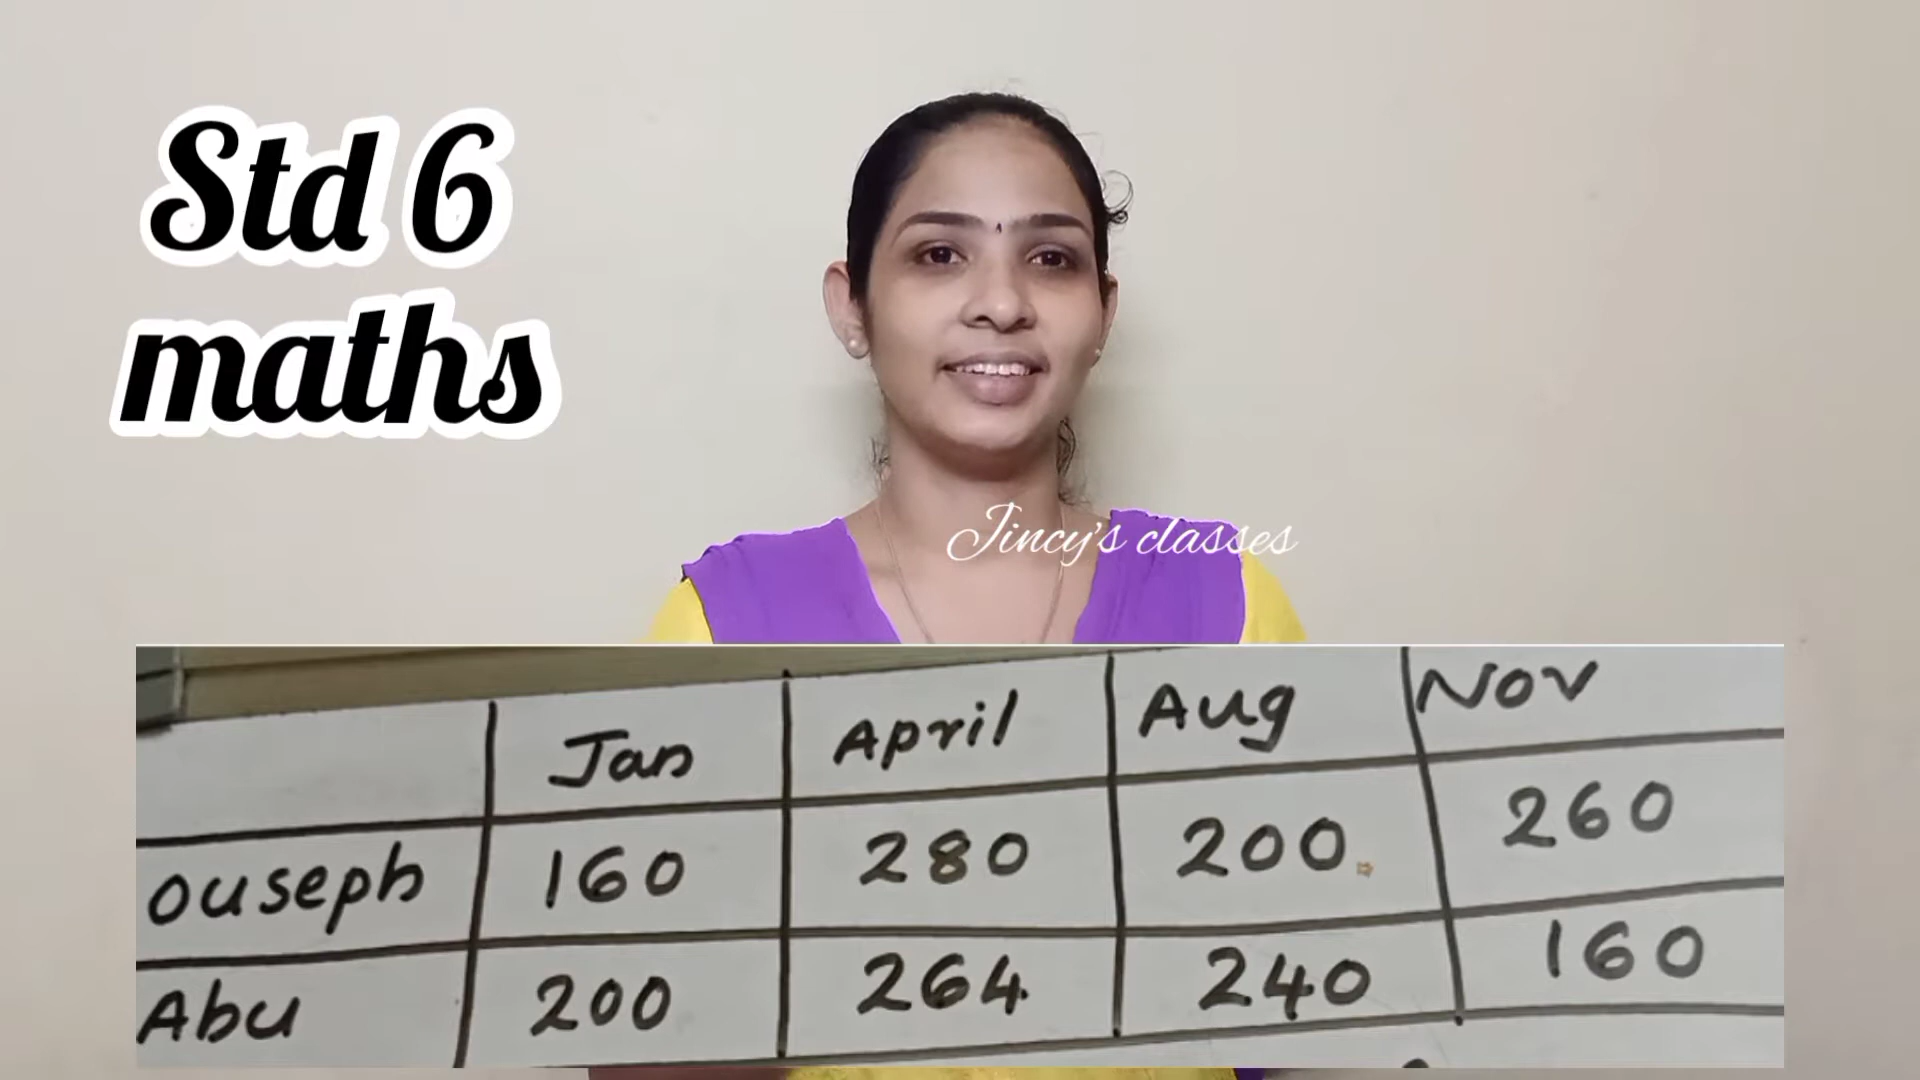 Std 6
maths
Jincy's classes
Jan April Aug Nov
ouseph 160 280 200 260
Abu 200 264 240 160